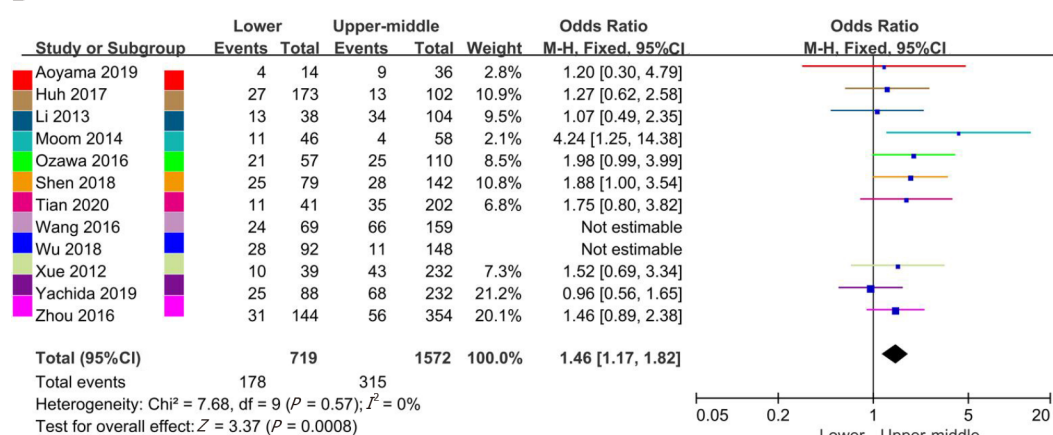 Lower Upper-middle Odds Ratio Odds Ratio
Study or Subgroup Events Total Events Total Weight M-H, Fixed, 95%CI M-H, Fixed, 95%CI
Aoyama 2019 4 14 9 36 2.8% 1.20 [0.30, 4.79]
Huh 2017 27 173 13 102 10.9% 1.27 [0.62, 2.58]
Li 2013 13 38 34 104 9.5% 1.07 [0.49, 2.35]
Moom 2014 11 46 4 58 2.1% 4.24 [1.25, 14.38]
Ozawa 2016 21 57 25 110 8.5% 1.98 [0.99, 3.99]
Shen 2018 25 79 28 142 10.8% 1.88 [1.00, 3.54]
Tian 2020 11 41 35 202 6.8% 1.75 [0.80, 3.82]
Wang 2016 24 69 66 159 Not estimable
Wu 2018 28 92 11 148 Not estimable
Xue 2012 10 39 43 232 7.3% 1.52 [0.69, 3.34]
Yachida 2019 25 88 68 232 21.2% 0.96 [0.56, 1.65]
Zhou 2016 31 144 56 354 20.1% 1.46 [0.89, 2.38]
Total (95%CI) 719 1572 100.0% 1.46 [1.17, 1.82]
Total events 178 315
Heterogeneity: Chi² = 7.68, df = 9 (P = 0.57); I² = 0%
Test for overall effect: Z = 3.37 (P = 0.0008)
0.05 0.2 1 5 20
Lower Upper-middle